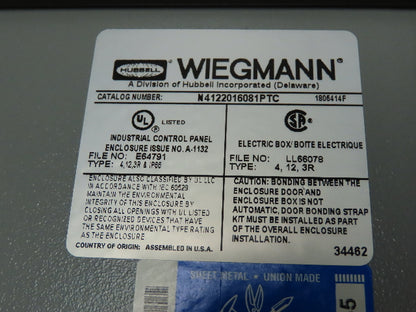 HUBBELL WIEGMANN®
A Division of Hubbell Incorporated (Delaware)
CATALOG NUMBER: N4122016081PTC 1806414F
UL LISTED
INDUSTRIAL CONTROL PANEL
ENCLOSURE ISSUE NO. A-1132
FILE NO: E64791
TYPE: 4,12,3R & IP66
ENCLOSURE ALSO CLASSIFIED BY UL LLC
IN ACCORDANCE WITH IEC 60529
MAINTAIN THE ENVIRONMENTAL
INTEGRITY OF THIS ENCLOSURE BY
CLOSING ALL OPENINGS WITH UL LISTED
OR RECOGNIZED DEVICES THAT HAVE
THE SAME ENVIRONMENTAL TYPE RATING
AS THE ENCLOSURE
COUNTRY OF ORIGIN: ASSEMBLED IN U.S.A.
SA®
ELECTRIC BOX/ BOITE ELECTRIQUE
FILE NO: LL66078
TYPE: 4, 12, 3R
CAUTION: BONDING BETWEEN THE
ENCLOSURE DOOR AND
ENCLOSURE BOX IS NOT
AUTOMATIC, DOOR BONDING STRAP
KIT MUST BE INSTALLED AS PART
OF THE OVERALL ENCLOSURE
INSTALLATION.
34462
SHEET METAL • UNION MADE
5